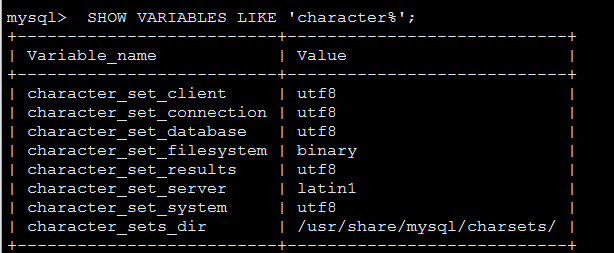 mysql>  SHOW VARIABLES LIKE 'character%';
+--------------------------+----------------------------+
| Variable_name            | Value                      |
+--------------------------+----------------------------+
| character_set_client     | utf8                       |
| character_set_connection | utf8                       |
| character_set_database   | utf8                       |
| character_set_filesystem | binary                     |
| character_set_results    | utf8                       |
| character_set_server     | latin1                     |
| character_set_system     | utf8                       |
| character_sets_dir       | /usr/share/mysql/charsets/ |
+--------------------------+----------------------------+